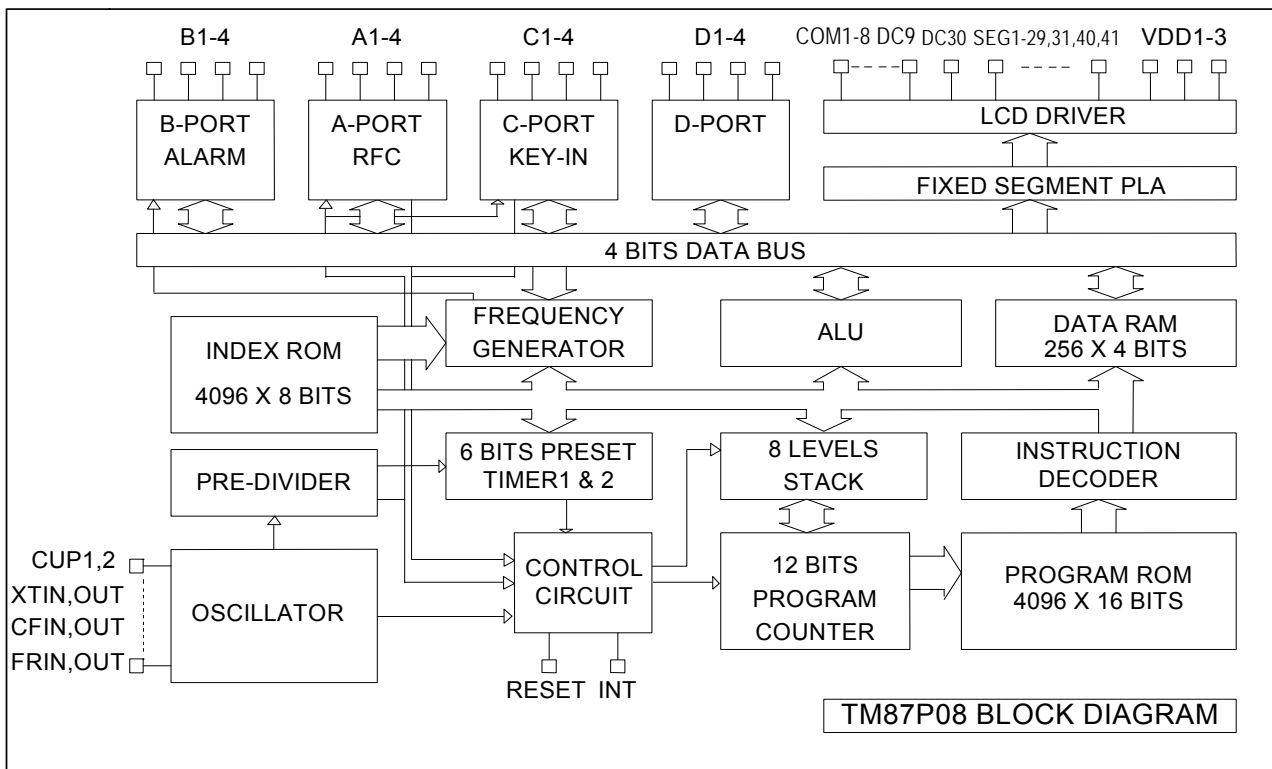 B1-4 A1-4 C1-4 D1-4 COM1-8 DC9 DC30 SEG1-29,31,40,41 VDD1-3
B-PORT
ALARM
A-PORT
RFC
C-PORT
KEY-IN
D-PORT
LCD DRIVER
FIXED SEGMENT PLA
4 BITS DATA BUS
INDEX ROM
4096 X 8 BITS
FREQUENCY
GENERATOR
ALU
DATA RAM
256 X 4 BITS
PRE-DIVIDER
6 BITS PRESET
TIMER1 & 2
8 LEVELS
STACK
INSTRUCTION
DECODER
CUP1,2
XTIN,OUT
CFIN,OUT
FRIN,OUT
OSCILLATOR
CONTROL
CIRCUIT
12 BITS
PROGRAM
COUNTER
PROGRAM ROM
4096 X 16 BITS
RESET INT
TM87P08 BLOCK DIAGRAM